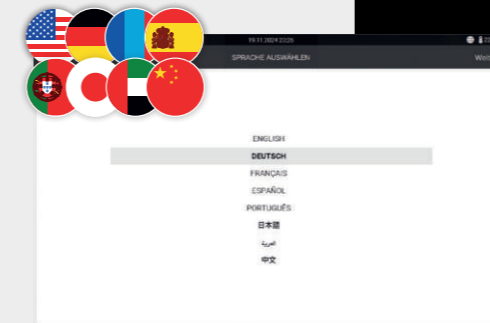 19.11.2024 22:26
SPRACHE AUSWÄHLEN
ENGLISH
DEUTSCH
FRANÇAIS
ESPAÑOL
PORTUGUÊS
日本語
العربية
中文